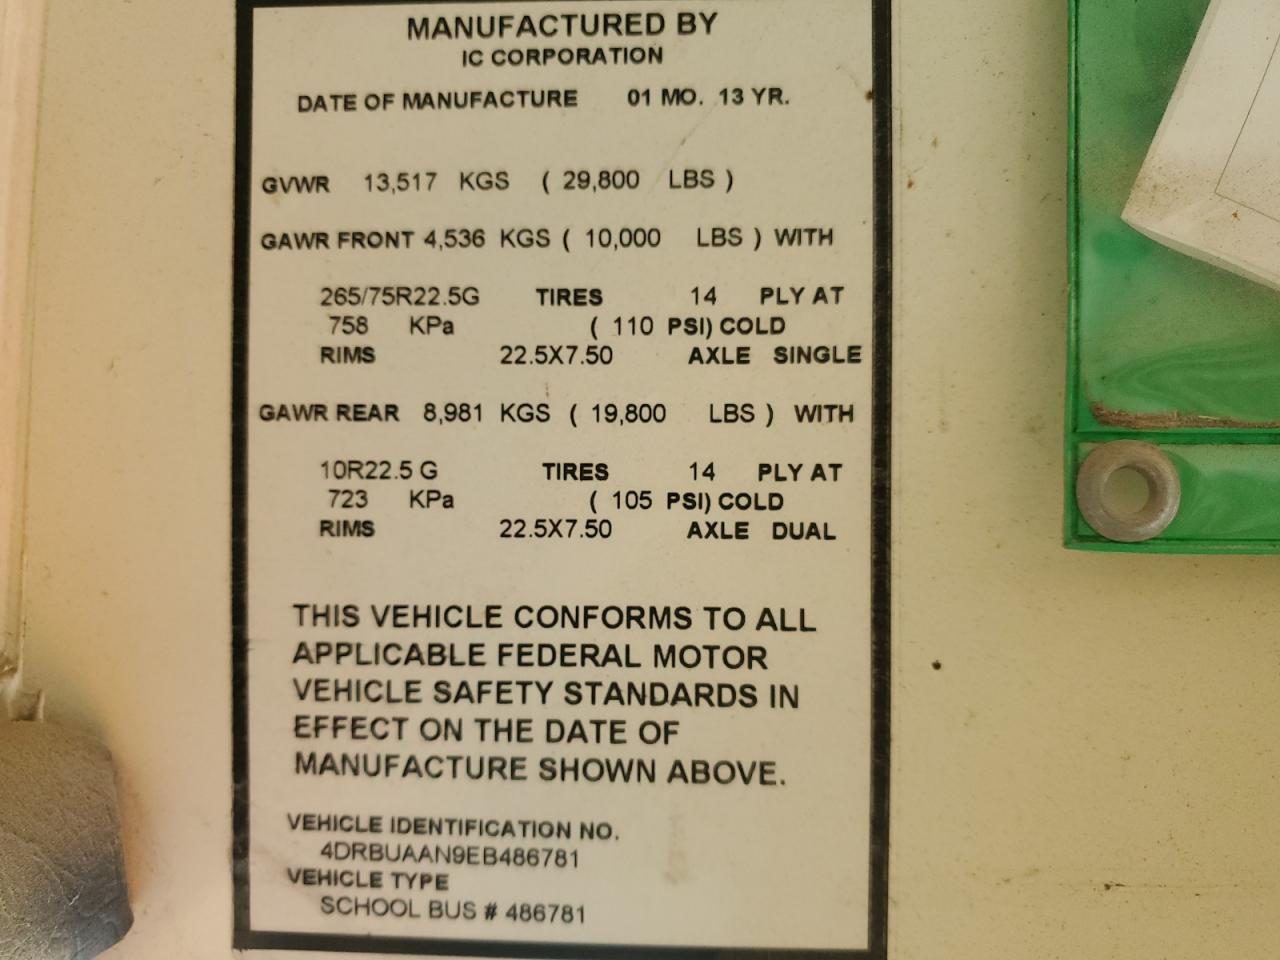 MANUFACTURED BY
IC CORPORATION
DATE OF MANUFACTURE 01 MO. 13 YR.
GVWR 13,517 KGS ( 29,800 LBS )
GAWR FRONT 4,536 KGS ( 10,000 LBS ) WITH
265/75R22.5G TIRES 14 PLY AT
758 KPa ( 110 PSI) COLD
RIMS 22.5X7.50 AXLE SINGLE
GAWR REAR 8,981 KGS ( 19,800 LBS ) WITH
10R22.5 G TIRES 14 PLY AT
723 KPa ( 105 PSI) COLD
RIMS 22.5X7.50 AXLE DUAL
THIS VEHICLE CONFORMS TO ALL
APPLICABLE FEDERAL MOTOR
VEHICLE SAFETY STANDARDS IN
EFFECT ON THE DATE OF
MANUFACTURE SHOWN ABOVE.
VEHICLE IDENTIFICATION NO.
4DRBUAAN9EB486781
VEHICLE TYPE
SCHOOL BUS # 486781